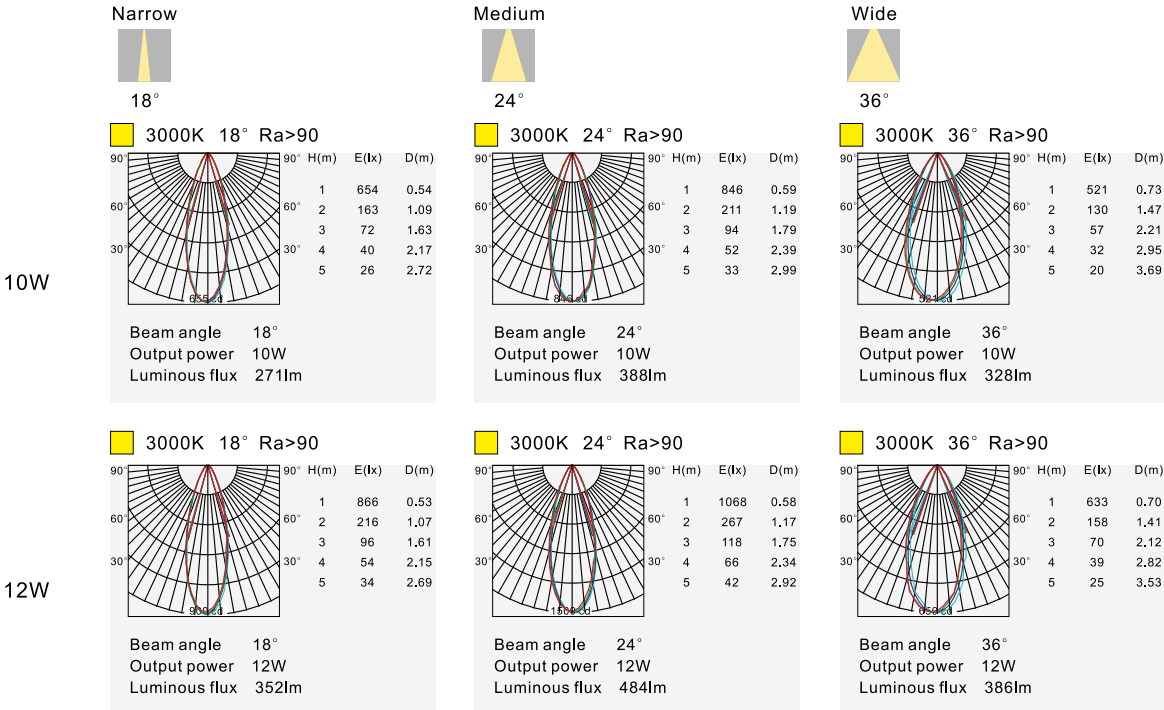 Narrow
18°
Medium
24°
Wide
36°
10W
3000K 18° Ra>90
90° 90° H(m) E(lx) D(m)
1 654 0.54
60° 60° 2 163 1.09
3 72 1.63
30° 30° 4 40 2.17
5 26 2.72
655 cd
Beam angle 18°
Output power 10W
Luminous flux 271lm
3000K 24° Ra>90
90° 90° H(m) E(lx) D(m)
1 846 0.59
60° 60° 2 211 1.19
3 94 1.79
30° 30° 4 52 2.39
5 33 2.99
846 cd
Beam angle 24°
Output power 10W
Luminous flux 388lm
3000K 36° Ra>90
90° 90° H(m) E(lx) D(m)
1 521 0.73
60° 60° 2 130 1.47
3 57 2.21
30° 30° 4 32 2.95
5 20 3.69
521 cd
Beam angle 36°
Output power 10W
Luminous flux 328lm
12W
3000K 18° Ra>90
90° 90° H(m) E(lx) D(m)
1 866 0.53
60° 60° 2 216 1.07
3 96 1.61
30° 30° 4 54 2.15
5 34 2.69
900 cd
Beam angle 18°
Output power 12W
Luminous flux 352lm
3000K 24° Ra>90
90° 90° H(m) E(lx) D(m)
1 1068 0.58
60° 60° 2 267 1.17
3 118 1.75
30° 30° 4 66 2.34
5 42 2.92
1500 cd
Beam angle 24°
Output power 12W
Luminous flux 484lm
3000K 36° Ra>90
90° 90° H(m) E(lx) D(m)
1 633 0.70
60° 60° 2 158 1.41
3 70 2.12
30° 30° 4 39 2.82
5 25 3.53
650 cd
Beam angle 36°
Output power 12W
Luminous flux 386lm